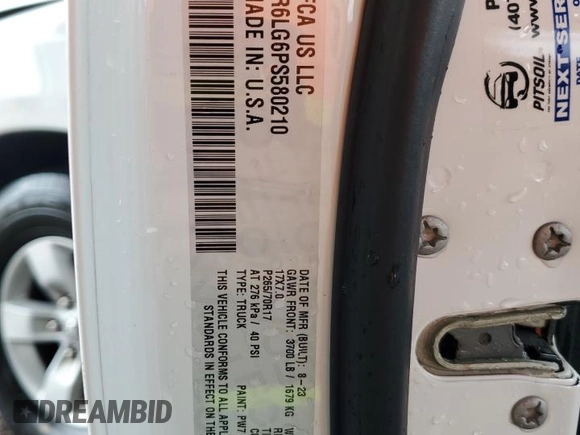 FCA US LLC
R6LG6PS580210
MADE IN: U.S.A.
DATE OF MFR (BUILT): 8-23
GAWR FRONT: 3700 LB / 1679 KG
17X7.0
P265/70R17
AT 276 kPa / 40 PSI
TYPE: TRUCK
PAINT: PW7
THIS VEHICLE CONFORMS TO ALL APPL
STANDARDS IN EFFECT ON THE
NEXT SER
PITSOIL
DREAMBID